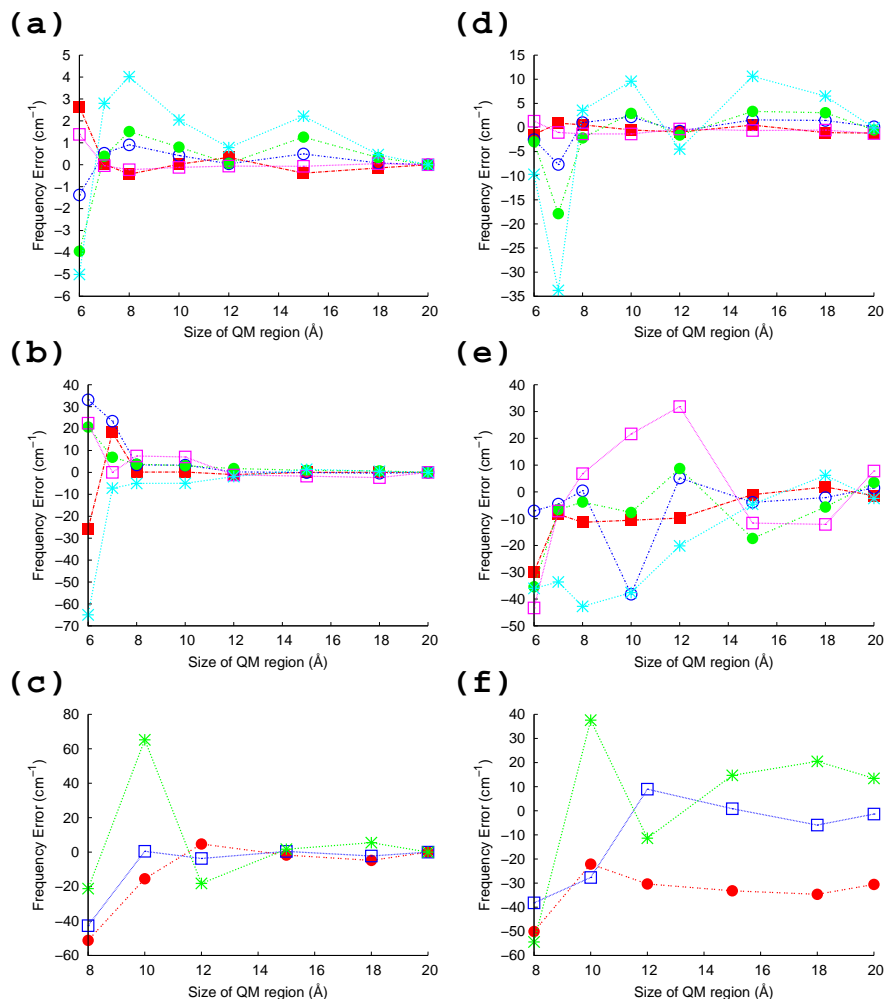 (a)
5
4
3
2
1
0
−1
−2
−3
−4
−5
−6
6 8 10 12 14 16 18 20
Frequency Error (cm−1)
Size of QM region (Å)
(d)
15
10
5
0
−5
−10
−15
−20
−25
−30
−35
6 8 10 12 14 16 18 20
Frequency Error (cm−1)
Size of QM region (Å)
(b)
40
30
20
10
0
−10
−20
−30
−40
−50
−60
−70
6 8 10 12 14 16 18 20
Frequency Error (cm−1)
Size of QM region (Å)
(e)
40
30
20
10
0
−10
−20
−30
−40
−50
6 8 10 12 14 16 18 20
Frequency Error (cm−1)
Size of QM region (Å)
(c)
80
60
40
20
0
−20
−40
−60
8 10 12 14 16 18 20
Frequency Error (cm−1)
Size of QM region (Å)
(f)
40
30
20
10
0
−10
−20
−30
−40
−50
−60
8 10 12 14 16 18 20
Frequency Error (cm−1)
Size of QM region (Å)